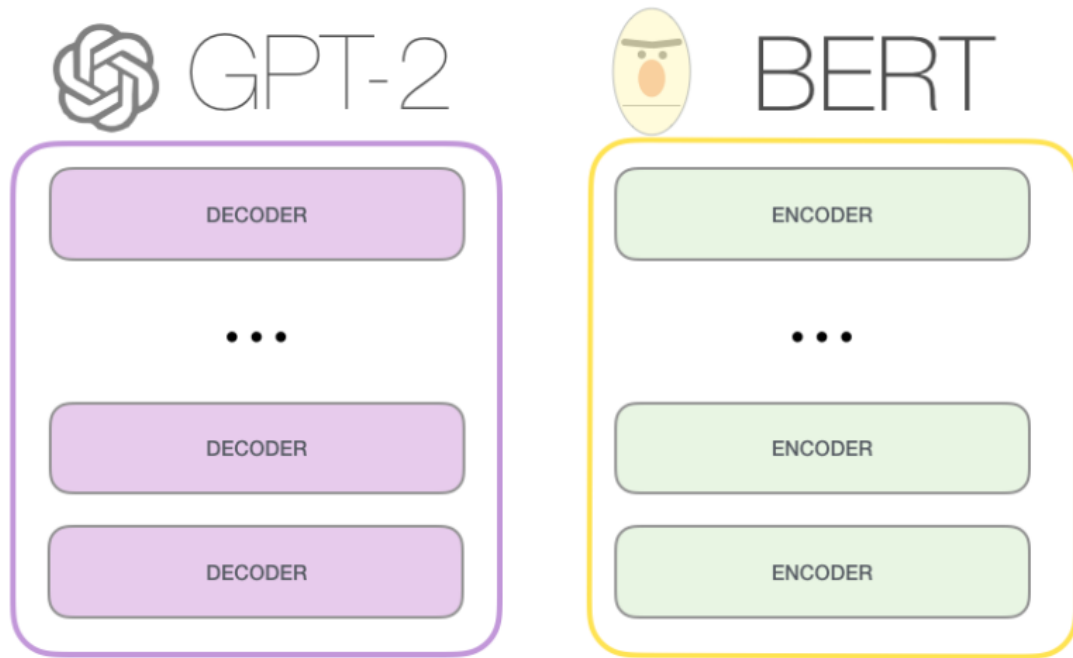 GPT-2
BERT
DECODER
ENCODER
...
...
DECODER
ENCODER
DECODER
ENCODER